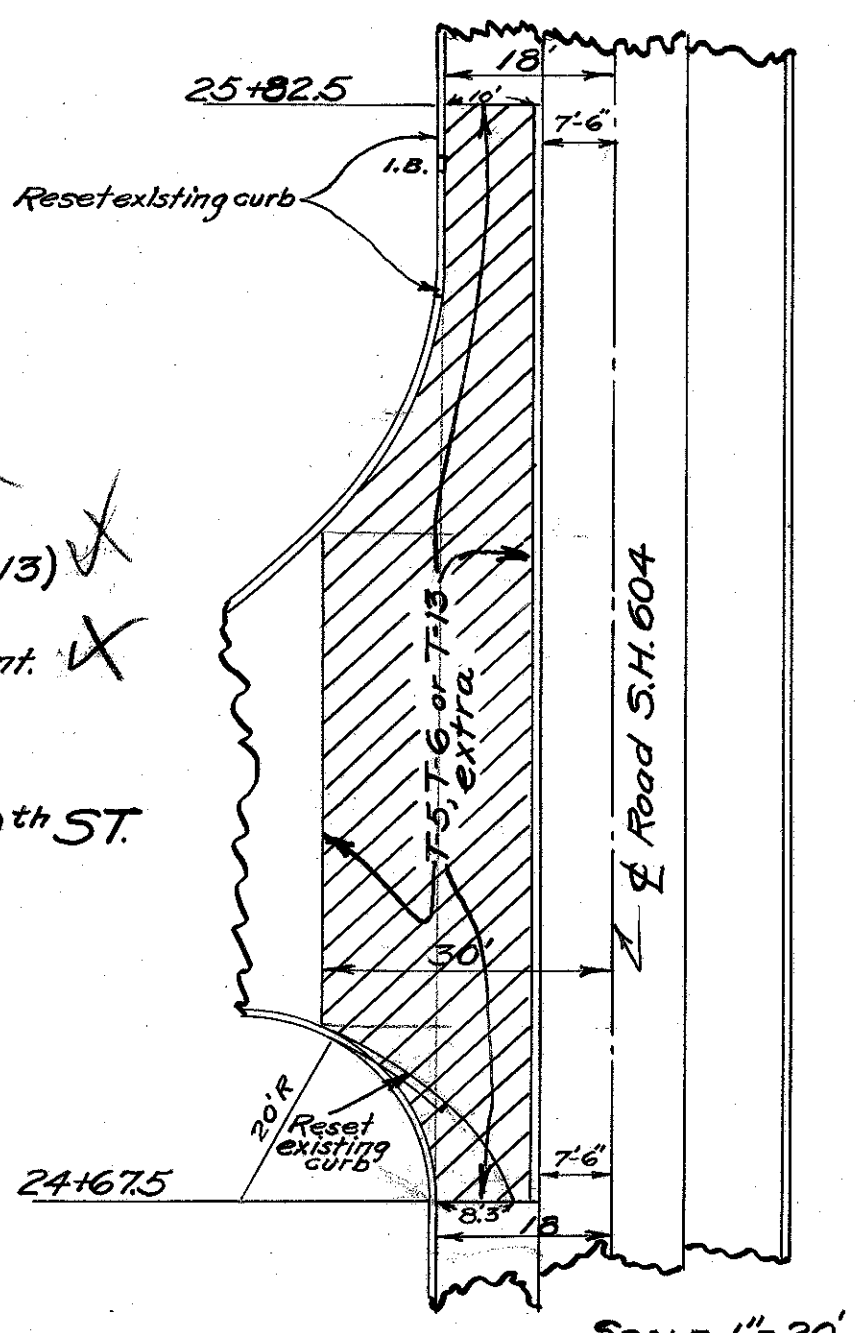 18'
25+82.5
10'
7'-6"
I.B.
Reset existing curb
13)
nt.
th ST.
T-5, T-6 or T-13
extra
℄ Road S.H. 604
30'
20'R
Reset
existing
curb
24+67.5
7'-6"
8.3'
18
SCALE 1"=20'